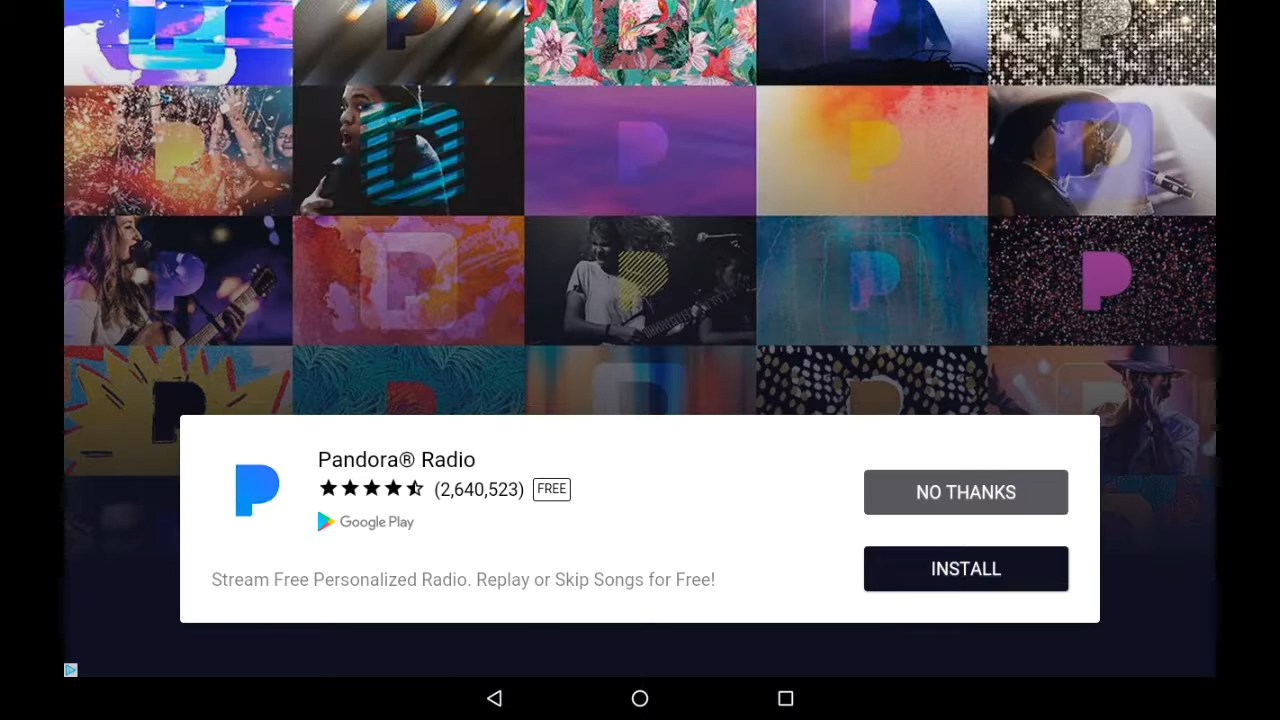 Pandora® Radio
(2,640,523) FREE
Google Play
NO THANKS
INSTALL
Stream Free Personalized Radio. Replay or Skip Songs for Free!